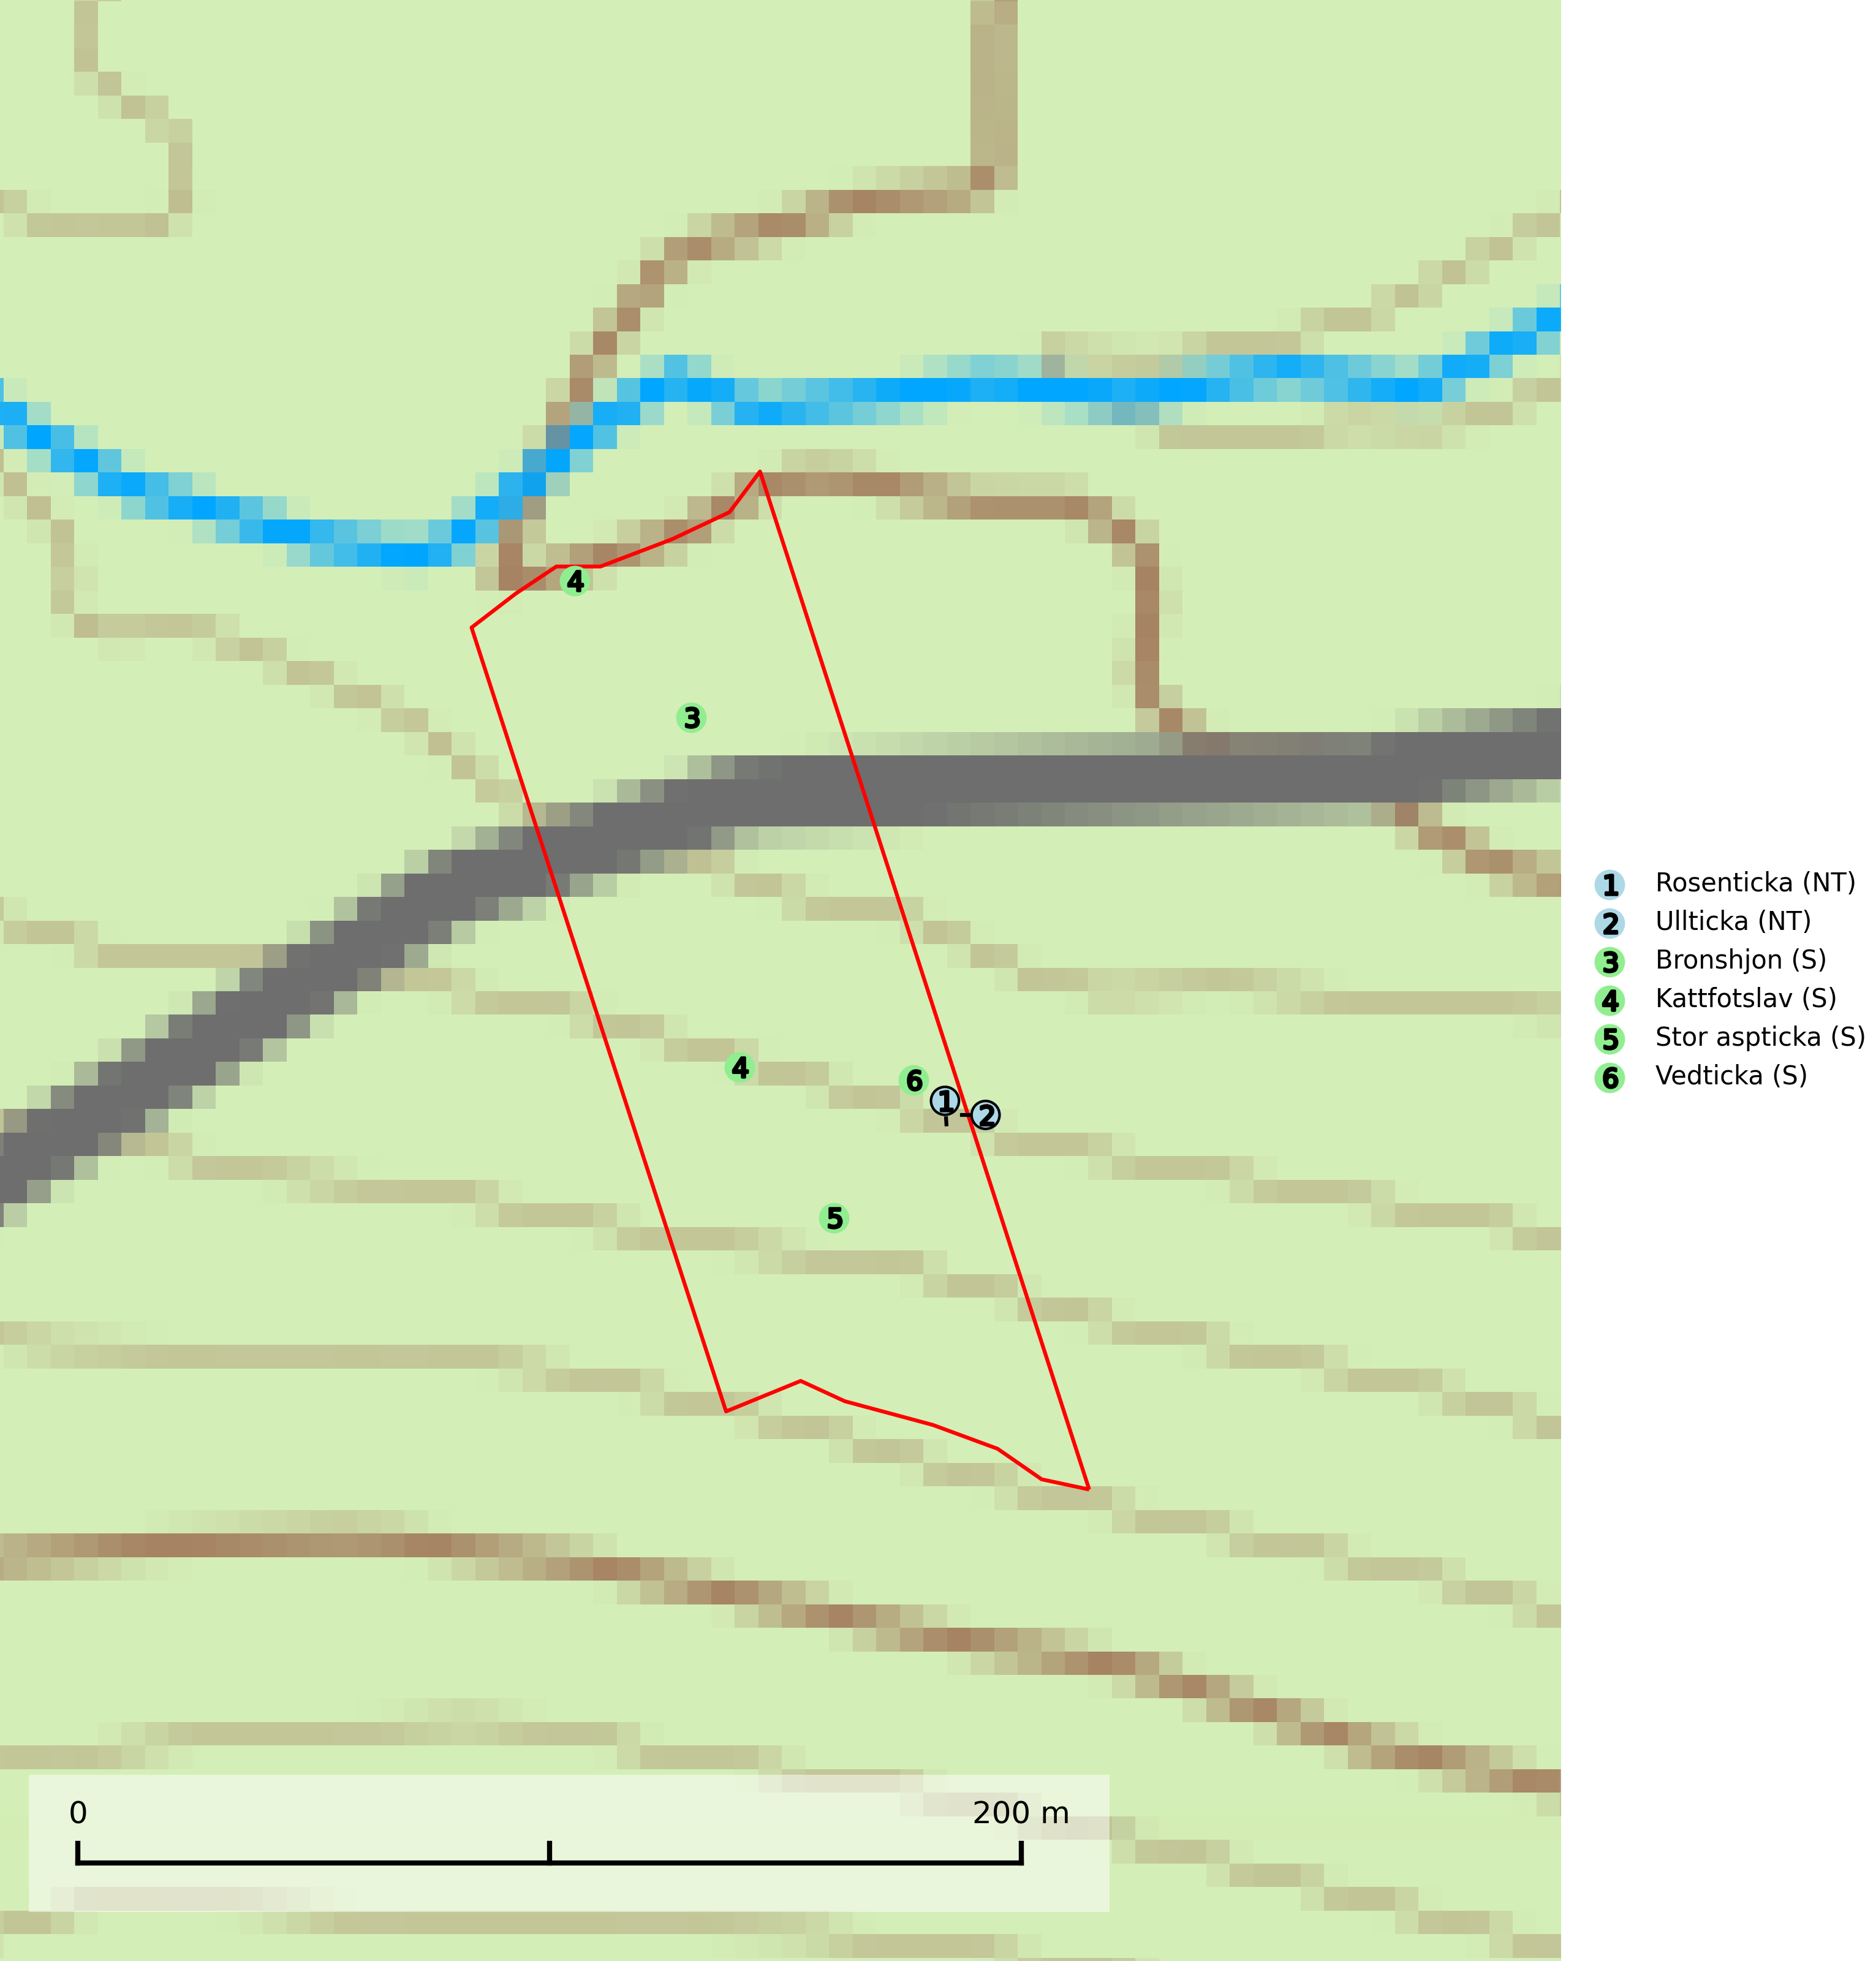 4
3
4
6
1
2
5
1 Rosenticka (NT)
2 Ullticka (NT)
3 Bronshjon (S)
4 Kattfotslav (S)
5 Stor aspticka (S)
6 Vedticka (S)
0 200 m